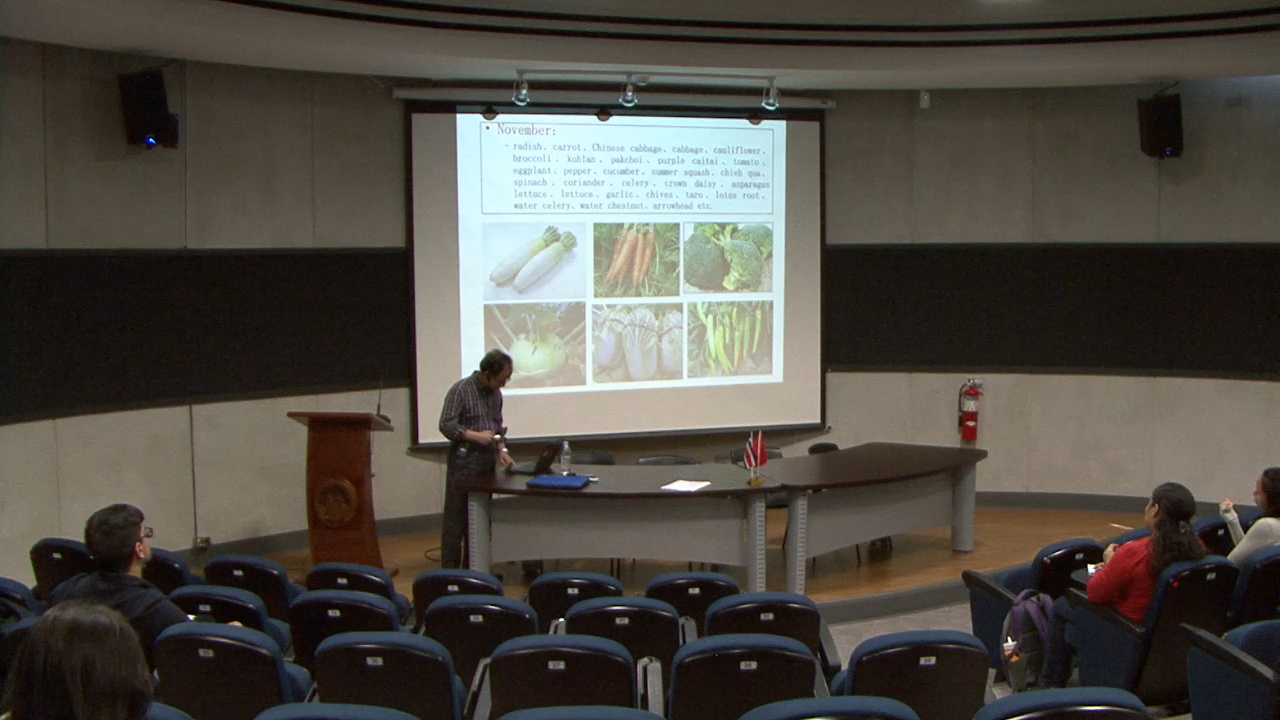 • November:
– radish、carrot、Chinese cabbage、cabbage、cauliflower、
broccoli、kohlan、pakchoi、purple caitai、tomato、
eggplant、pepper、cucumber、summer squash、chieh qua、
spinach、coriander、celery、crown daisy、asparagus
lettuce、lettuce、garlic、chives、taro、lotus root、
water celery、water chestnut、arrowhead etc.